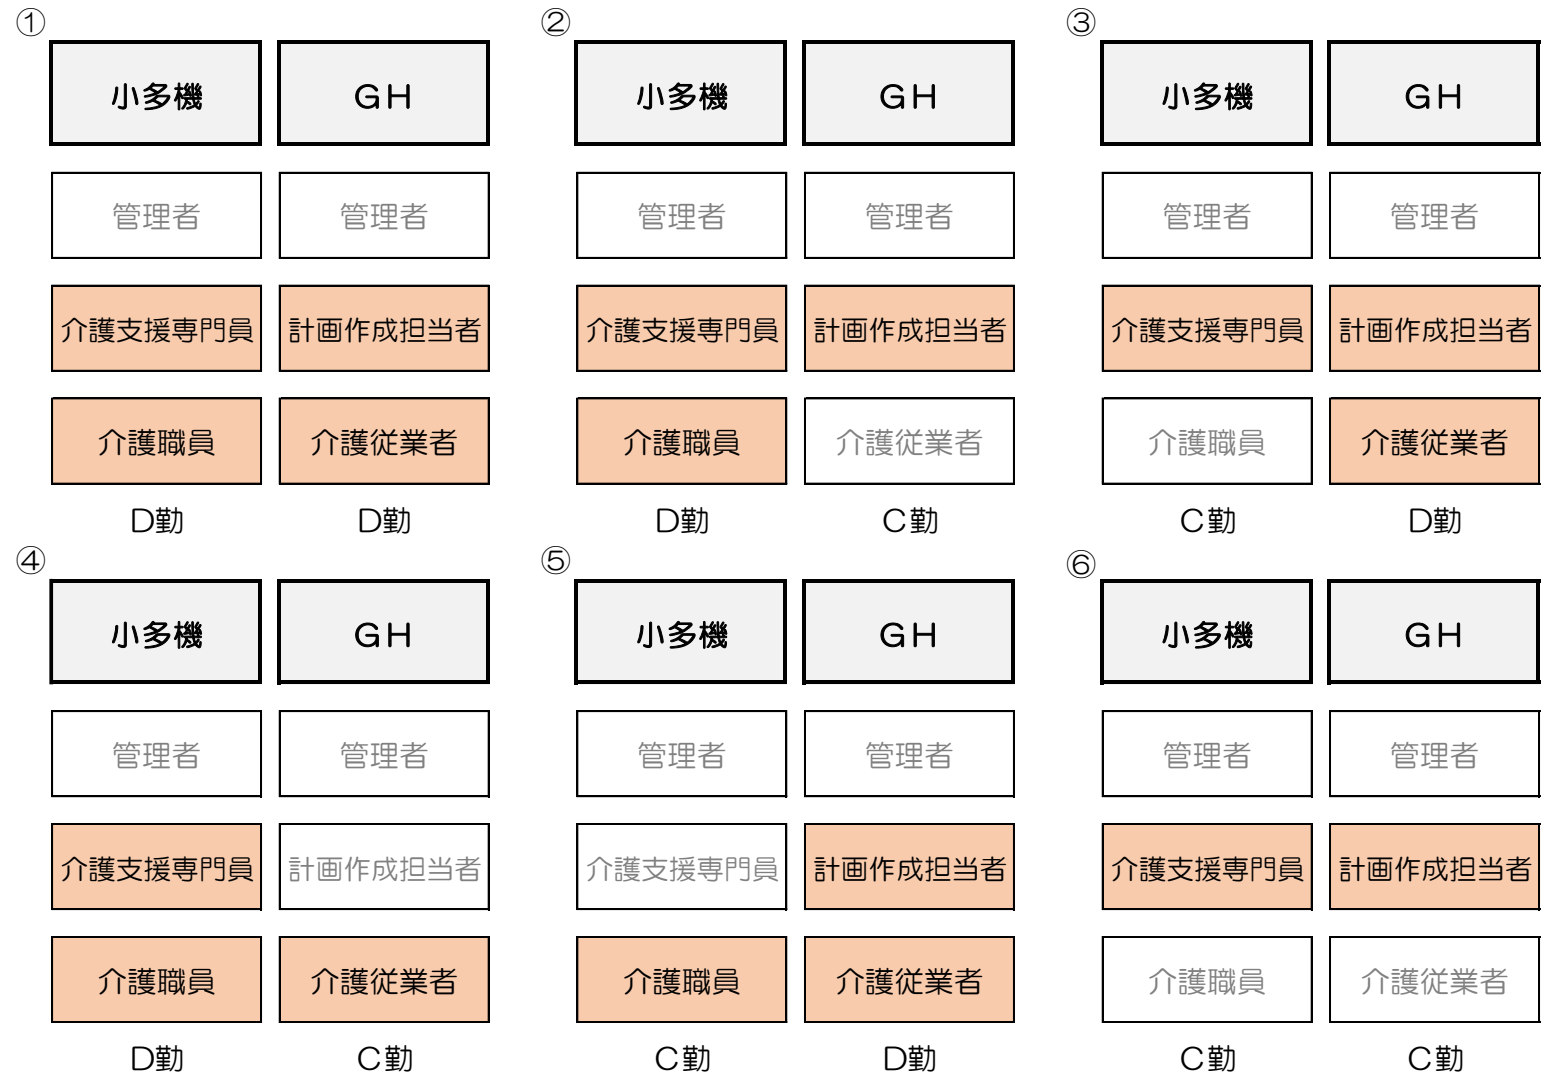 ① ② ③
小多機 ＧＨ 小多機 ＧＨ 小多機 ＧＨ
管理者 管理者 管理者 管理者 管理者 管理者
介護支援専門員 計画作成担当者 介護支援専門員 計画作成担当者 介護支援専門員 計画作成担当者
介護職員 介護従業者 介護職員 介護従業者 介護職員 介護従業者
Ｄ勤 Ｄ勤 Ｄ勤 Ｃ勤 Ｃ勤 Ｄ勤
④ ⑤ ⑥
小多機 ＧＨ 小多機 ＧＨ 小多機 ＧＨ
管理者 管理者 管理者 管理者 管理者 管理者
介護支援専門員 計画作成担当者 介護支援専門員 計画作成担当者 介護支援専門員 計画作成担当者
介護職員 介護従業者 介護職員 介護従業者 介護職員 介護従業者
Ｄ勤 Ｃ勤 Ｃ勤 Ｄ勤 Ｃ勤 Ｃ勤